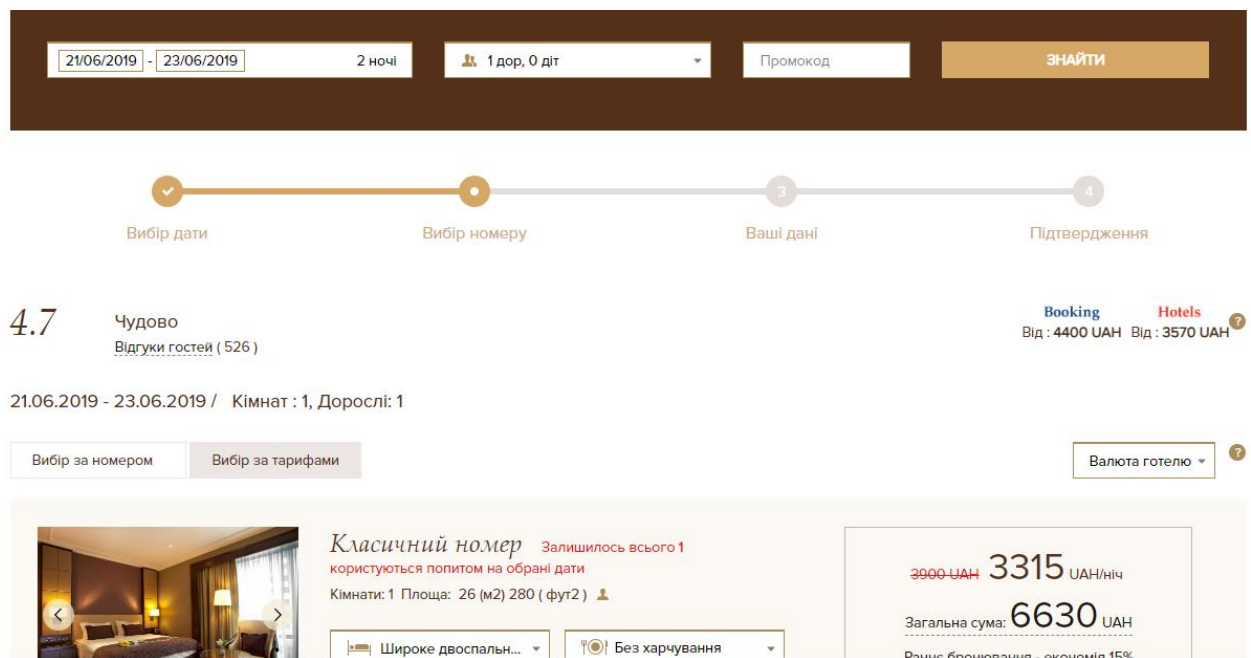 21/06/2019 - 23/06/2019 2 ночі 1 дор, 0 діт Промокод ЗНАЙТИ
3 4
Вибір дати Вибір номеру Ваші дані Підтвердження
4.7 Чудово
Відгуки гостей ( 526 )
Booking Hotels ?
Від : 4400 UAH Від : 3570 UAH
21.06.2019 - 23.06.2019 / Кімнат : 1, Дорослі: 1
Вибір за номером Вибір за тарифами Валюта готелю ?
Класичний номер Залишилось всього 1
користуються попитом на обрані дати
Кімнати: 1 Площа: 26 (м2) 280 ( фут2 )
Широке двоспальн... Без харчування
3900 UAH 3315 UAH/ніч
Загальна сума: 6630 UAH
Раннє бронювання - економія 15%